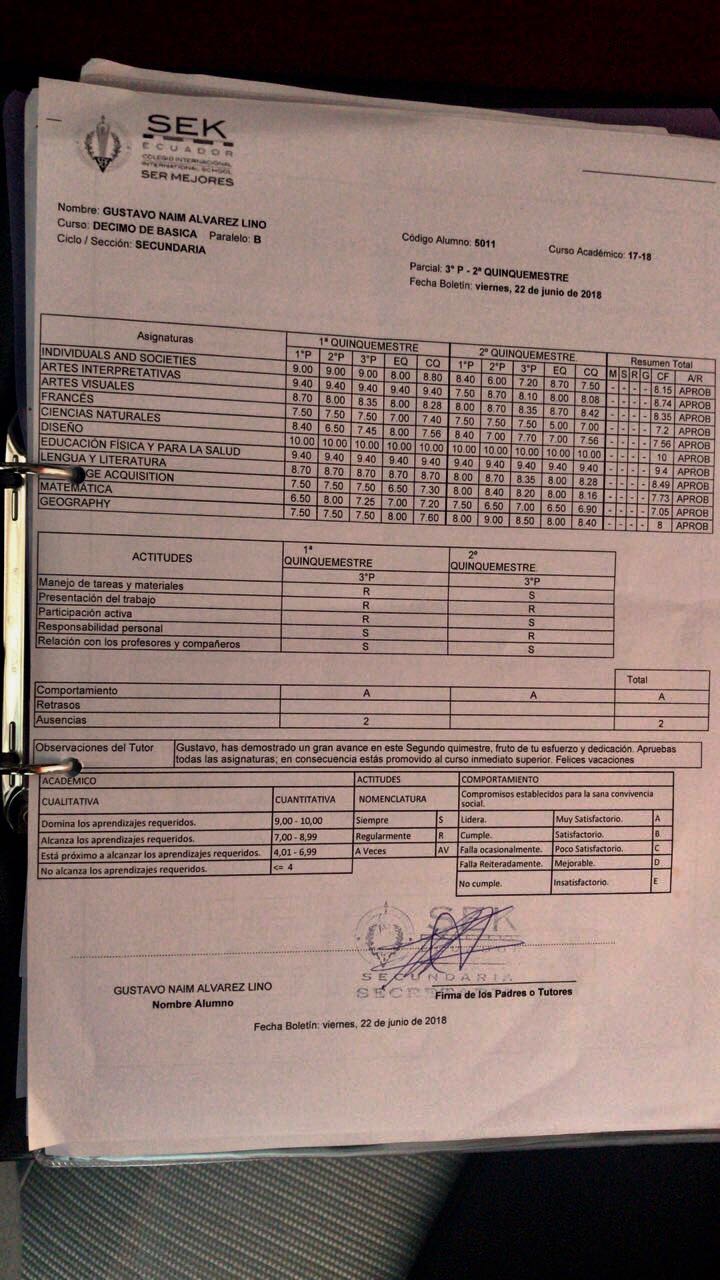 SEK
ECUADOR
COLEGIO INTERNACIONAL
INTERNATIONAL SCHOOL
SER MEJORES
Nombre: GUSTAVO NAIM ALVAREZ LINO
Curso: DECIMO DE BASICA Paralelo: B
Ciclo / Sección: SECUNDARIA
Código Alumno: 5011 Curso Académico: 17-18
Parcial: 3° P - 2ª QUINQUEMESTRE
Fecha Boletín: viernes, 22 de junio de 2018
Asignaturas 1ª QUINQUEMESTRE 2º QUINQUEMESTRE Resumen Total
1°P 2°P 3°P EQ CQ 1°P 2°P 3°P EQ CQ M S R G CF A/R
INDIVIDUALS AND SOCIETIES 9.00 9.00 9.00 8.00 8.80 8.40 6.00 7.20 8.70 7.50 - - - - 8.15 APROB
ARTES INTERPRETATIVAS 9.40 9.40 9.40 9.40 9.40 7.50 8.70 8.10 8.00 8.08 - - - - 8.74 APROB
ARTES VISUALES 8.70 8.00 8.35 8.00 8.28 8.00 8.70 8.35 8.70 8.42 - - - - 8.35 APROB
FRANCÉS 7.50 7.50 7.50 7.00 7.40 7.50 7.50 7.50 5.00 7.00 - - - - 7.2 APROB
CIENCIAS NATURALES 8.40 6.50 7.45 8.00 7.56 8.40 7.00 7.70 7.00 7.56 - - - - 7.56 APROB
DISEÑO 10.00 10.00 10.00 10.00 10.00 10.00 10.00 10.00 10.00 10.00 - - - - 10 APROB
EDUCACIÓN FÍSICA Y PARA LA SALUD 9.40 9.40 9.40 9.40 9.40 9.40 9.40 9.40 9.40 9.40 - - - - 9.4 APROB
LENGUA Y LITERATURA 8.70 8.70 8.70 8.70 8.70 8.00 8.70 8.35 8.00 8.28 - - - - 8.49 APROB
GE ACQUISITION 7.50 7.50 7.50 6.50 7.30 8.00 8.40 8.20 8.00 8.16 - - - - 7.73 APROB
MATEMÁTICA 6.50 8.00 7.25 7.00 7.20 7.50 6.50 7.00 6.50 6.90 - - - - 7.05 APROB
GEOGRAPHY 7.50 7.50 7.50 8.00 7.60 8.00 9.00 8.50 8.00 8.40 - - - - 8 APROB
ACTITUDES 1ª QUINQUEMESTRE 2º QUINQUEMESTRE
3°P 3°P
Manejo de tareas y materiales R S
Presentación del trabajo R R
Participación activa R S
Responsabilidad personal S R
Relación con los profesores y compañeros S S
Total
Comportamiento A A A
Retrasos
Ausencias 2 2
Observaciones del Tutor Gustavo, has demostrado un gran avance en este Segundo quimestre, fruto de tu esfuerzo y dedicación. Apruebas
todas las asignaturas; en consecuencia estás promovido al curso inmediato superior. Felices vacaciones
ACADÉMICO ACTITUDES COMPORTAMIENTO
CUALITATIVA CUANTITATIVA NOMENCLATURA Compromisos establecidos para la sana convivencia
social.
Domina los aprendizajes requeridos. 9,00 - 10,00 Siempre S Lidera. Muy Satisfactorio. A
Alcanza los aprendizajes requeridos. 7,00 - 8,99 Regularmente R Cumple. Satisfactorio. B
Está próximo a alcanzar los aprendizajes requeridos. 4,01 - 6,99 A Veces AV Falla ocasionalmente. Poco Satisfactorio. C
No alcanza los aprendizajes requeridos. <= 4 Falla Reiteradamente. Mejorable. D
No cumple. Insatisfactorio. E
SEK
SECUNDARIA
GUSTAVO NAIM ALVAREZ LINO
Nombre Alumno
Firma de los Padres o Tutores
Fecha Boletín: viernes, 22 de junio de 2018